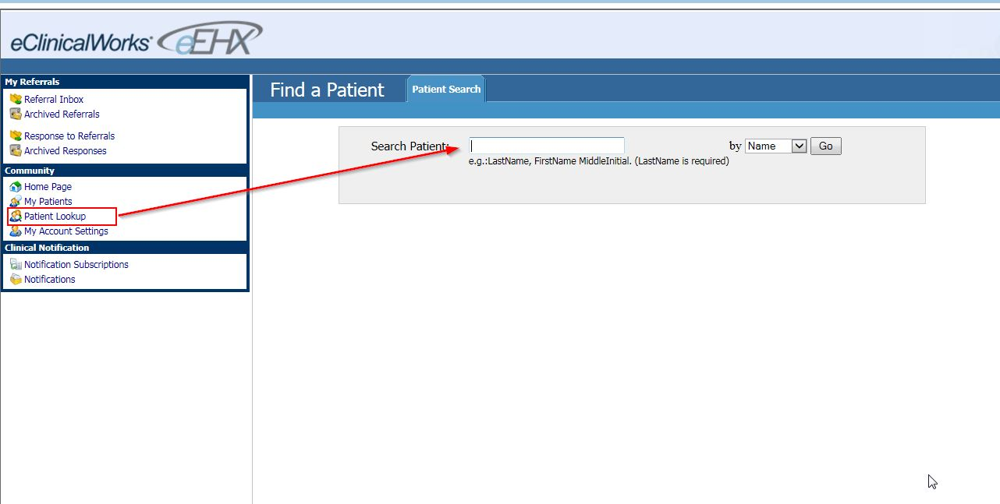 eClinicalWorks eEHX
My Referrals
Referral Inbox
Archived Referrals
Response to Referrals
Archived Responses
Community
Home Page
My Patients
Patient Lookup
My Account Settings
Clinical Notification
Notification Subscriptions
Notifications
Find a Patient Patient Search
Search Patient: by Name Go
e.g.:LastName, FirstName MiddleInitial. (LastName is required)